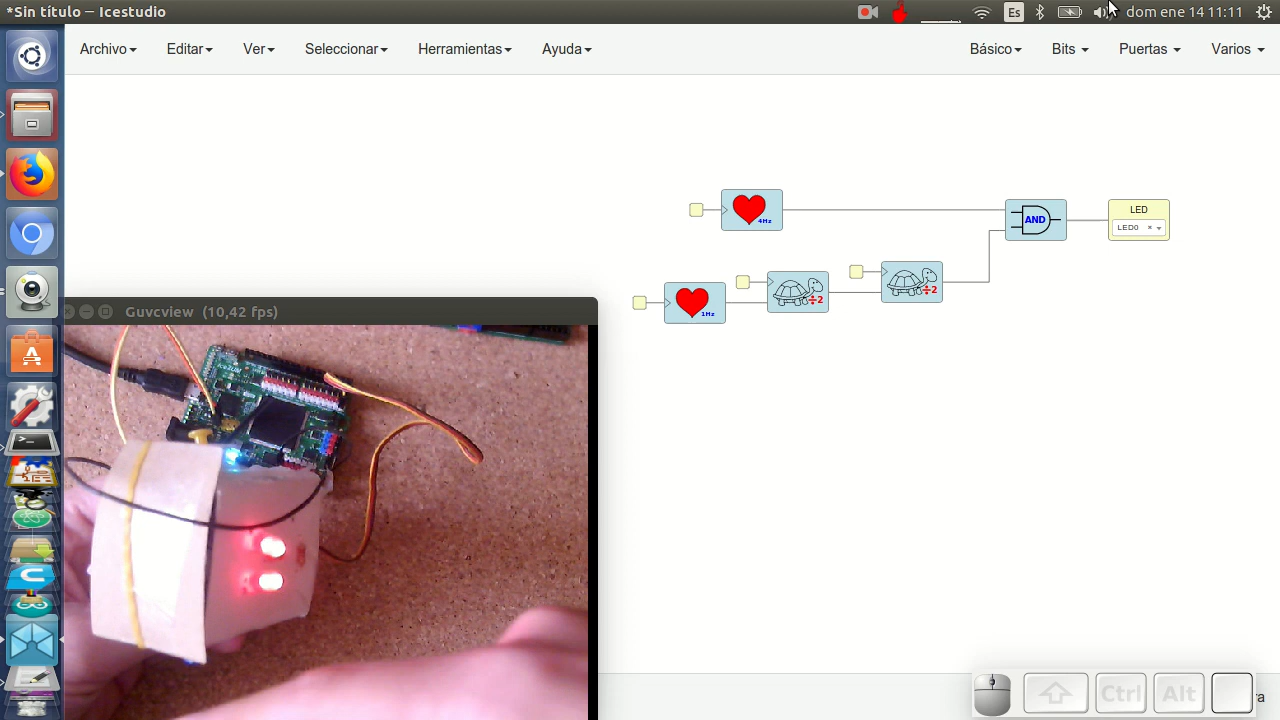 *Sin título — Icestudio
Es
dom ene 14 11:11
Archivo Editar Ver Seleccionar Herramientas Ayuda
Básico Bits Puertas Varios
4Hz
AND
LED
LED0
÷2
÷2
1Hz
Guvcview (10,42 fps)
Ctrl
Alt